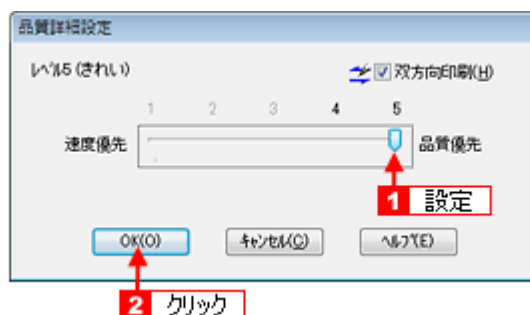 品質詳細設定
ﾚﾍﾞﾙ5 (きれい)
双方向印刷(H)
1 2 3 4 5
速度優先
品質優先
1 設定
OK(O)
ｷｬﾝｾﾙ(C)
ﾍﾙﾌﾟ(E)
2 クリック